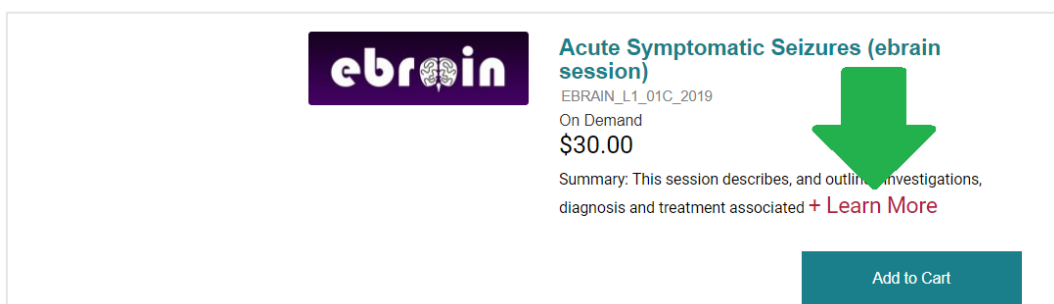 ebrain
Acute Symptomatic Seizures (ebrain
session)
EBRAIN_L1_01C_2019
On Demand
$30.00
Summary: This session describes, and outlin investigations,
diagnosis and treatment associated + Learn More
Add to Cart